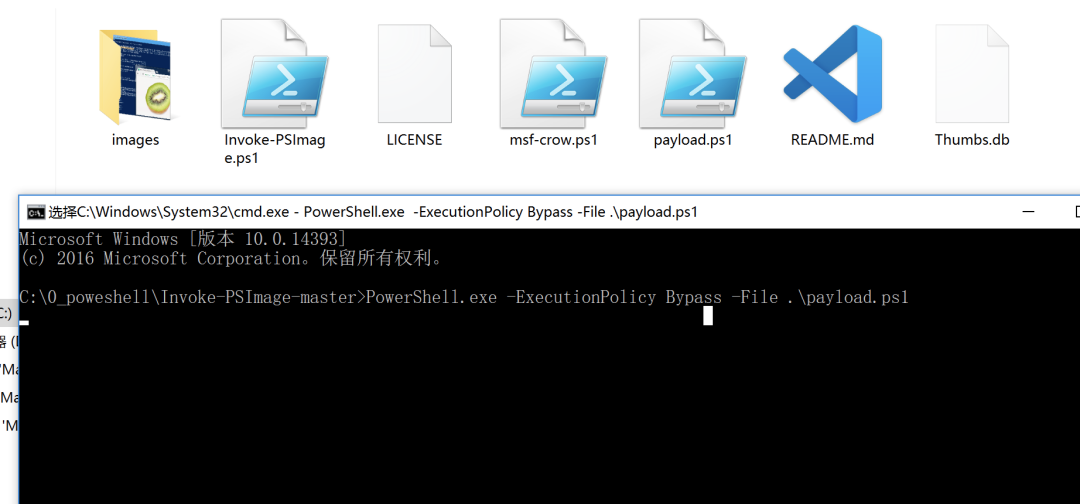 images
Invoke-PSImag
e.ps1
LICENSE
msf-crow.ps1
payload.ps1
README.md
Thumbs.db
选择C:\Windows\System32\cmd.exe - PowerShell.exe  -ExecutionPolicy Bypass -File .\payload.ps1
Microsoft Windows [版本 10.0.14393]
(c) 2016 Microsoft Corporation。保留所有权利。
C:\0_poweshell\Invoke-PSImage-master>PowerShell.exe -ExecutionPolicy Bypass -File .\payload.ps1
C:)
器 (
'Ma
Ma
'M